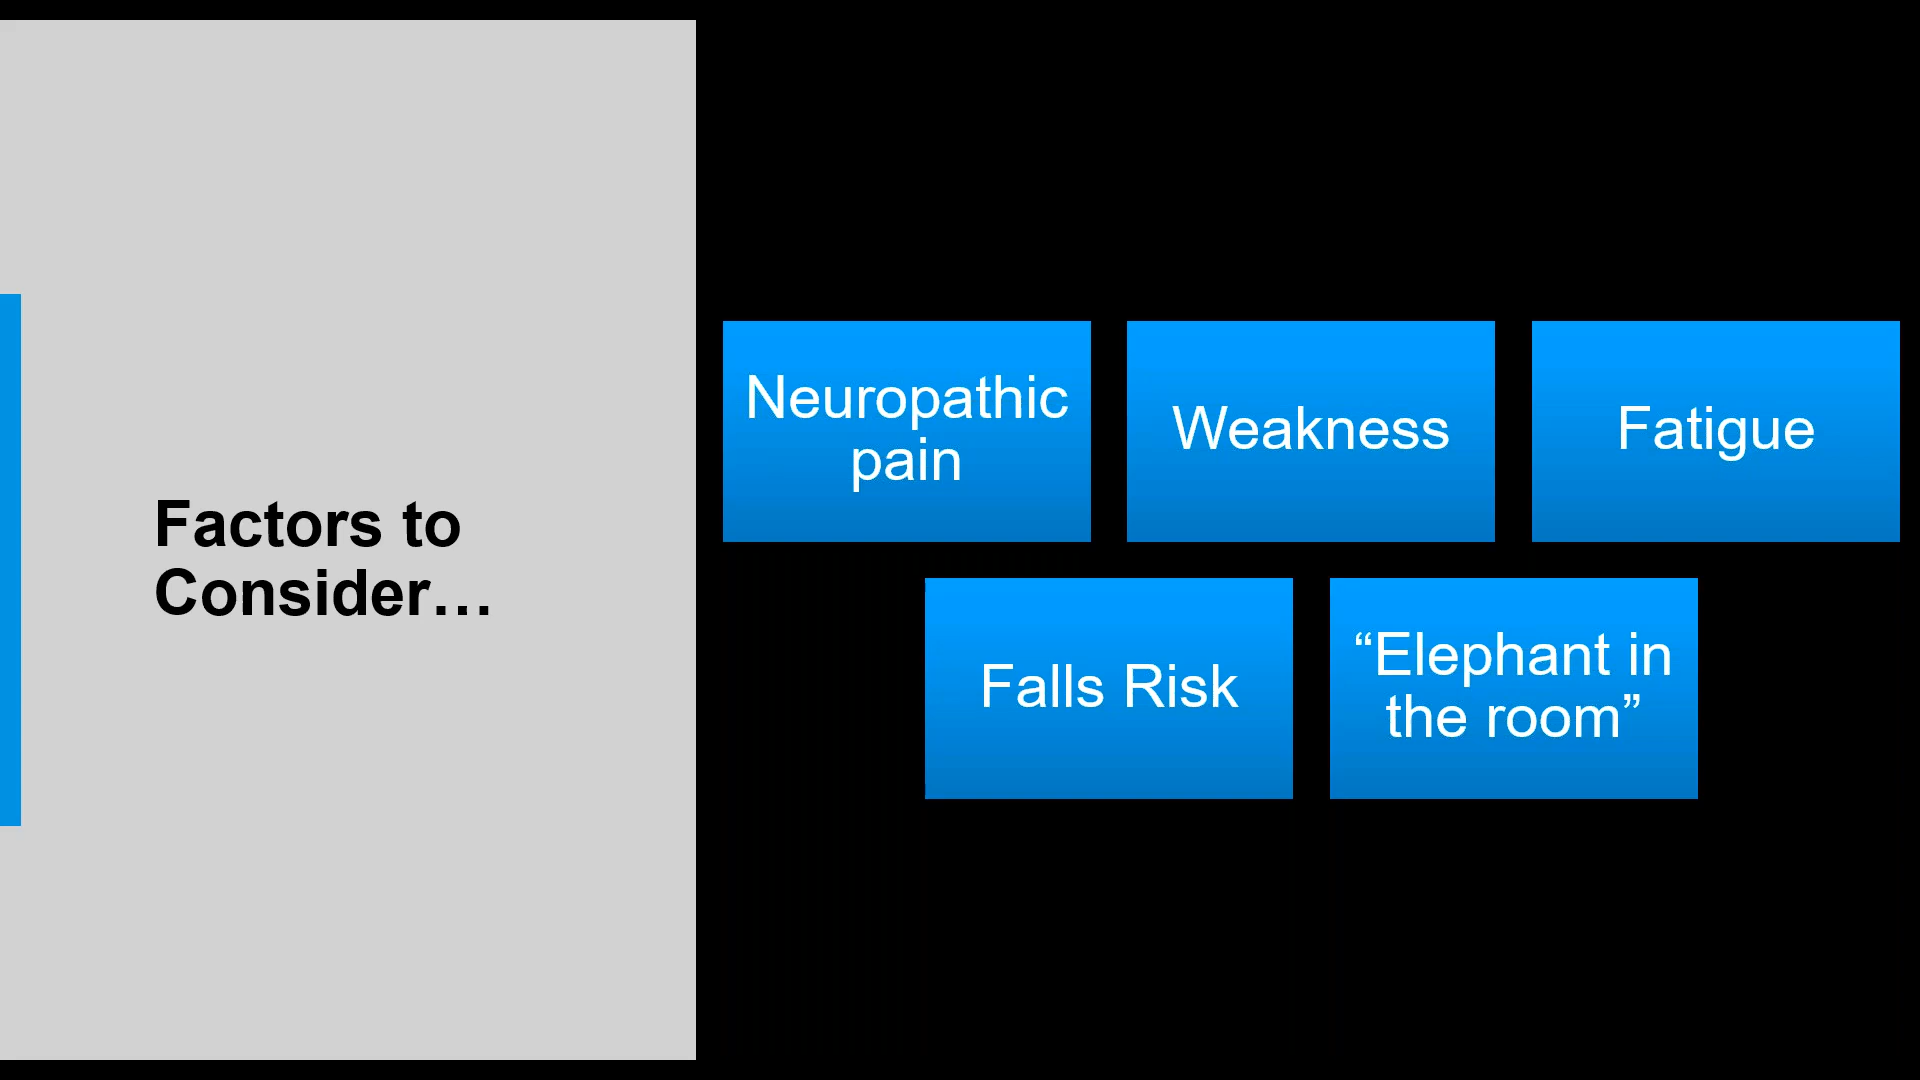 Factors to
Consider…
Neuropathic
pain
Weakness
Fatigue
Falls Risk
“Elephant in
the room”